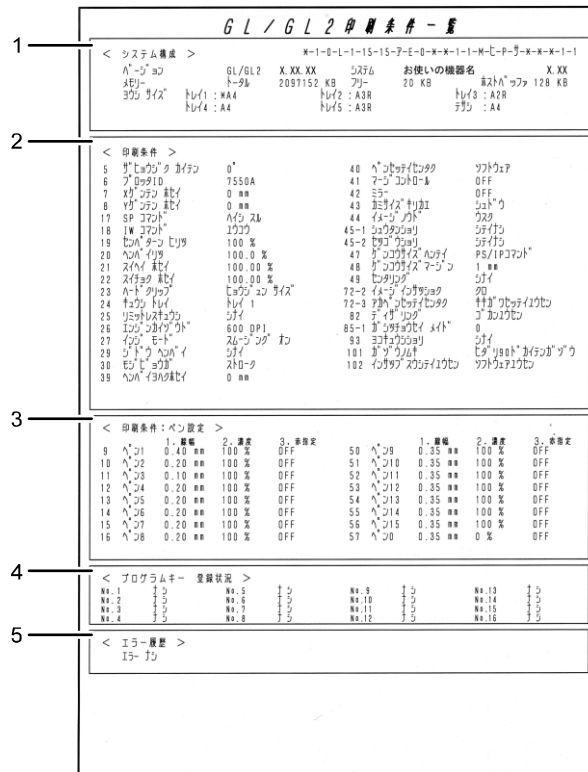 GL/GL2印刷条件一覧
1
< システム構成 > *-1-0-L-1-15-15-ア-E-0-*-*-1-1-M-ヒ-P-サ-*-*-*-1-1
バージョン GL/GL2 X.XX.XX システム お使いの機器名 X.XX
メモリー トータル 2097152 KB フリー 20 KB ホストバッファ 128 KB
ヨウシ サイズ トレイ1 : *A4 トレイ2 : A3R トレイ3 : A2R
トレイ4 : A4 トレイ5 : A3R テサシ : A4
2
< 印刷条件 >
5 ザヒョウジク カイテン 0° 40 ペンセッテイセンタク ソフトウェア
6 プロッタID 7550A 41 マージンコントロール OFF
7 Xゲンテン ホセイ 0 mm 42 ミラー OFF
8 Yゲンテン ホセイ 0 mm 43 カミサイズキリカエ シュドウ
17 SP コマンド ヘイシ スル 44 イメージノウド ウスク
18 IW コマンド ユウコウ 45-1 シュウタンショリ シテイナシ
19 センパターン ヒリツ 100 % 45-2 セツゴウショリ シテイナシ
20 ヘンバイリツ 100.0 % 47 ゲンコウサイズハンテイ PS/IPコマンド
21 スイヘイ ホセイ 100.00 % 48 ゲンコウサイズマージン 1 mm
22 スイチョク ホセイ 100.00 % 49 センタリング シナイ
23 ハードクリップ ヒョウジュン サイズ 72-2 イメージインサツショク クロ
24 キュウシ トレイ トレイ 1 72-3 アカペンセッテイセンタク キキガワセッテイユウセン
25 リミットレスキュウシ シナイ 82 ディザリング ゴカンユウセン
26 エンジンカイゾウド 600 DPI 85-1 ガシツチョウセイ メイド 0
27 インジ モード スムージング オン 93 ヨコキュウシショリ シナイ
29 ジドウ ヘンバイ シナイ 101 ガゾウノムキ ヒダリ90ドカイテンガゾウ
30 モジビョウガ ストローク 102 インサツブスウシテイユウセン ソフトウェアユウセン
39 ヘンバイヨハクホセイ 0 mm
3
< 印刷条件：ペン設定 >
1. 線幅 2. 濃度 3. 赤指定 1. 線幅 2. 濃度 3. 赤指定
9 ペン1 0.40 mm 100 % OFF 50 ペン9 0.35 mm 100 % OFF
10 ペン2 0.20 mm 100 % OFF 51 ペン10 0.35 mm 100 % OFF
11 ペン3 0.10 mm 100 % OFF 52 ペン11 0.35 mm 100 % OFF
12 ペン4 0.20 mm 100 % OFF 53 ペン12 0.35 mm 100 % OFF
13 ペン5 0.20 mm 100 % OFF 54 ペン13 0.35 mm 100 % OFF
14 ペン6 0.20 mm 100 % OFF 55 ペン14 0.35 mm 100 % OFF
15 ペン7 0.20 mm 100 % OFF 56 ペン15 0.35 mm 100 % OFF
16 ペン8 0.20 mm 100 % OFF 57 ペン0 0.35 mm 0 % OFF
4
< プログラムキー 登録状況 >
No.1 ナシ No.5 ナシ No.9 ナシ No.13 ナシ
No.2 ナシ No.6 ナシ No.10 ナシ No.14 ナシ
No.3 ナシ No.7 ナシ No.11 ナシ No.15 ナシ
No.4 ナシ No.8 ナシ No.12 ナシ No.16 ナシ
5
< エラー履歴 >
エラー ナシ